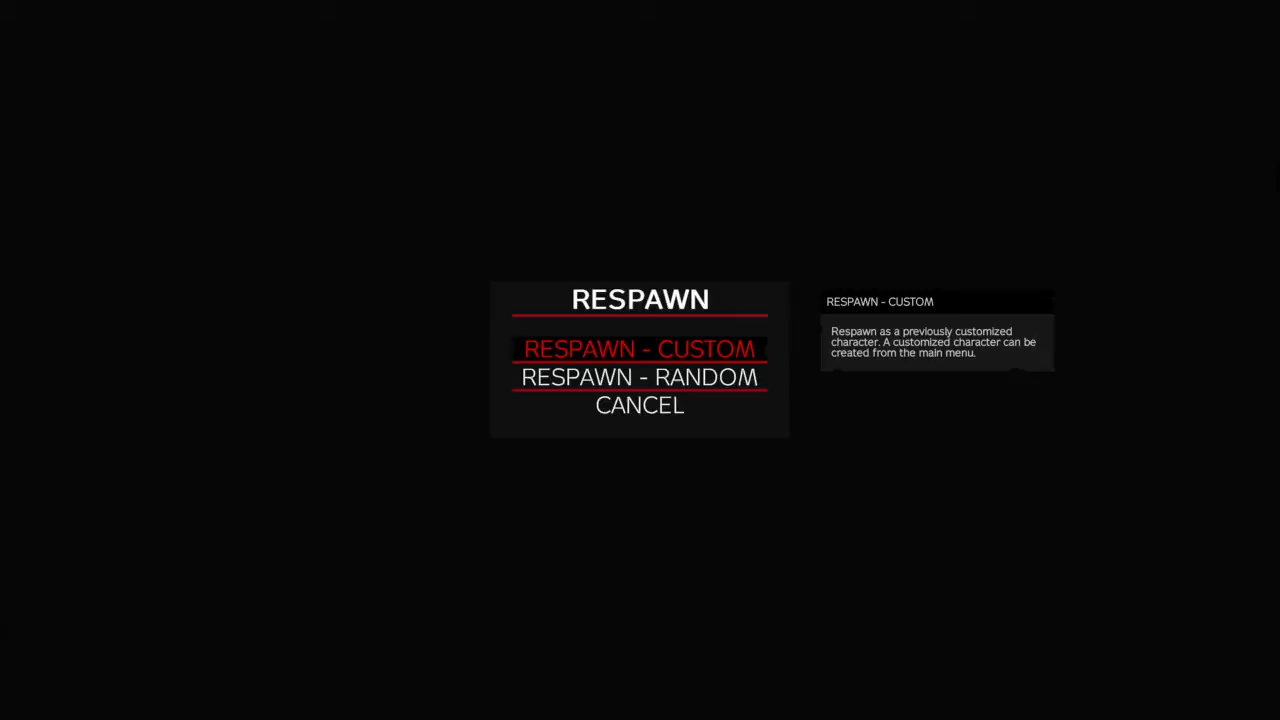 RESPAWN
RESPAWN - CUSTOM
RESPAWN - RANDOM
CANCEL
RESPAWN - CUSTOM
Respawn as a previously customized
character. A customized character can be
created from the main menu.